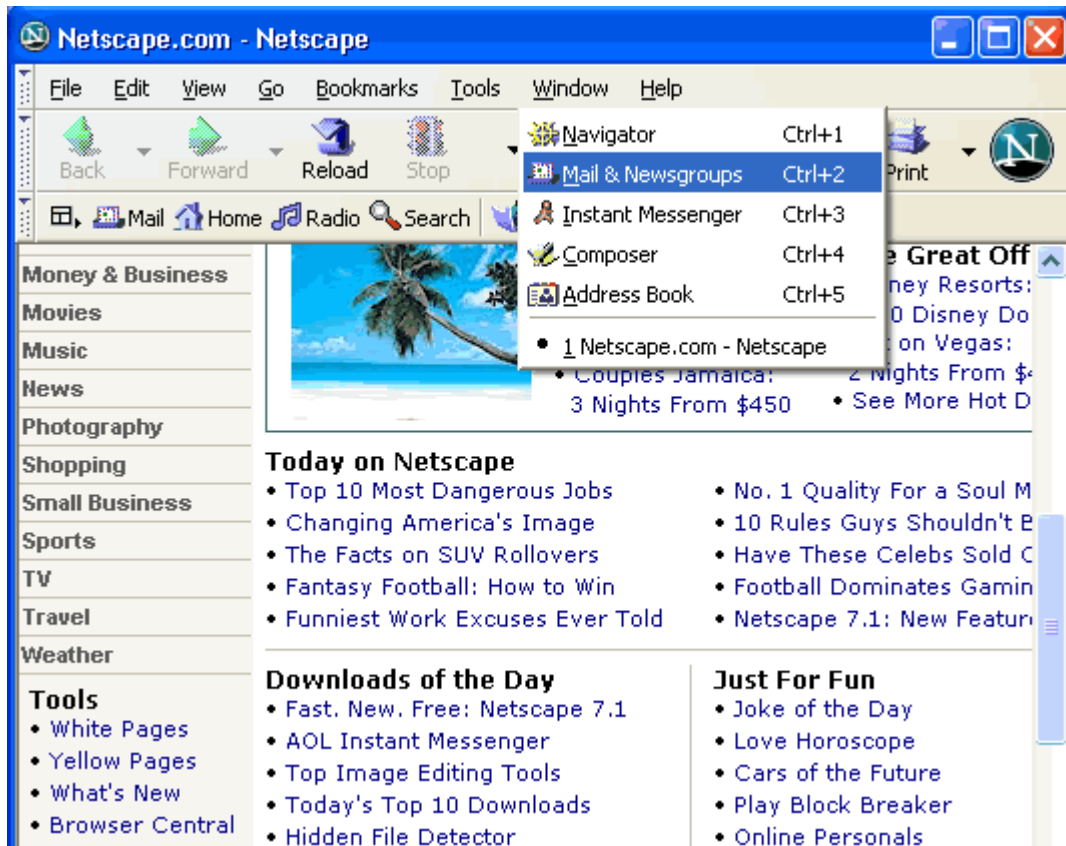 Netscape.com - Netscape
File Edit View Go Bookmarks Tools Window Help
Back Forward Reload Stop Print N
Navigator Ctrl+1
Mail & Newsgroups Ctrl+2
Instant Messenger Ctrl+3
Composer Ctrl+4
Address Book Ctrl+5
1 Netscape.com - Netscape
Mail Home Radio Search
Money & Business
Movies
Music
News
Photography
Shopping
Small Business
Sports
TV
Travel
Weather
Tools
• White Pages
• Yellow Pages
• What's New
• Browser Central
Great Off
ney Resorts:
0 Disney Do
on Vegas:
• Couples Jamaica: 2 Nights From $4
3 Nights From $450 • See More Hot D
Today on Netscape
• Top 10 Most Dangerous Jobs
• Changing America's Image
• The Facts on SUV Rollovers
• Fantasy Football: How to Win
• Funniest Work Excuses Ever Told
• No. 1 Quality For a Soul M
• 10 Rules Guys Shouldn't B
• Have These Celebs Sold O
• Football Dominates Gamin
• Netscape 7.1: New Featur
Downloads of the Day
• Fast. New. Free: Netscape 7.1
• AOL Instant Messenger
• Top Image Editing Tools
• Today's Top 10 Downloads
• Hidden File Detector
Just For Fun
• Joke of the Day
• Love Horoscope
• Cars of the Future
• Play Block Breaker
• Online Personals